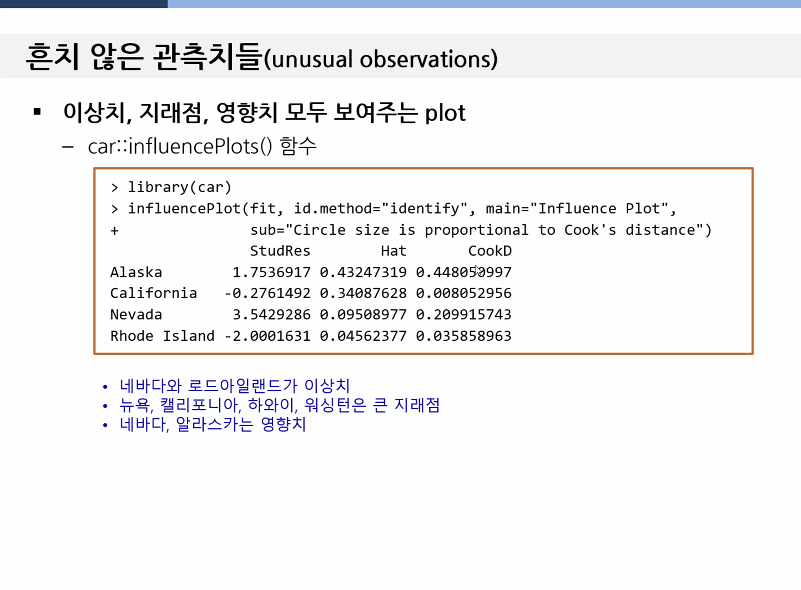 흔치 않은 관측치들(unusual observations)
▪ 이상치, 지래점, 영향치 모두 보여주는 plot
– car::influencePlots() 함수
> library(car)
> influencePlot(fit, id.method="identify", main="Influence Plot",
+ sub="Circle size is proportional to Cook's distance")
StudRes Hat CookD
Alaska 1.7536917 0.43247319 0.448050997
California -0.2761492 0.34087628 0.008052956
Nevada 3.5429286 0.09508977 0.209915743
Rhode Island -2.0001631 0.04562377 0.035858963
• 네바다와 로드아일랜드가 이상치
• 뉴욕, 캘리포니아, 하와이, 워싱턴은 큰 지래점
• 네바다, 알라스카는 영향치